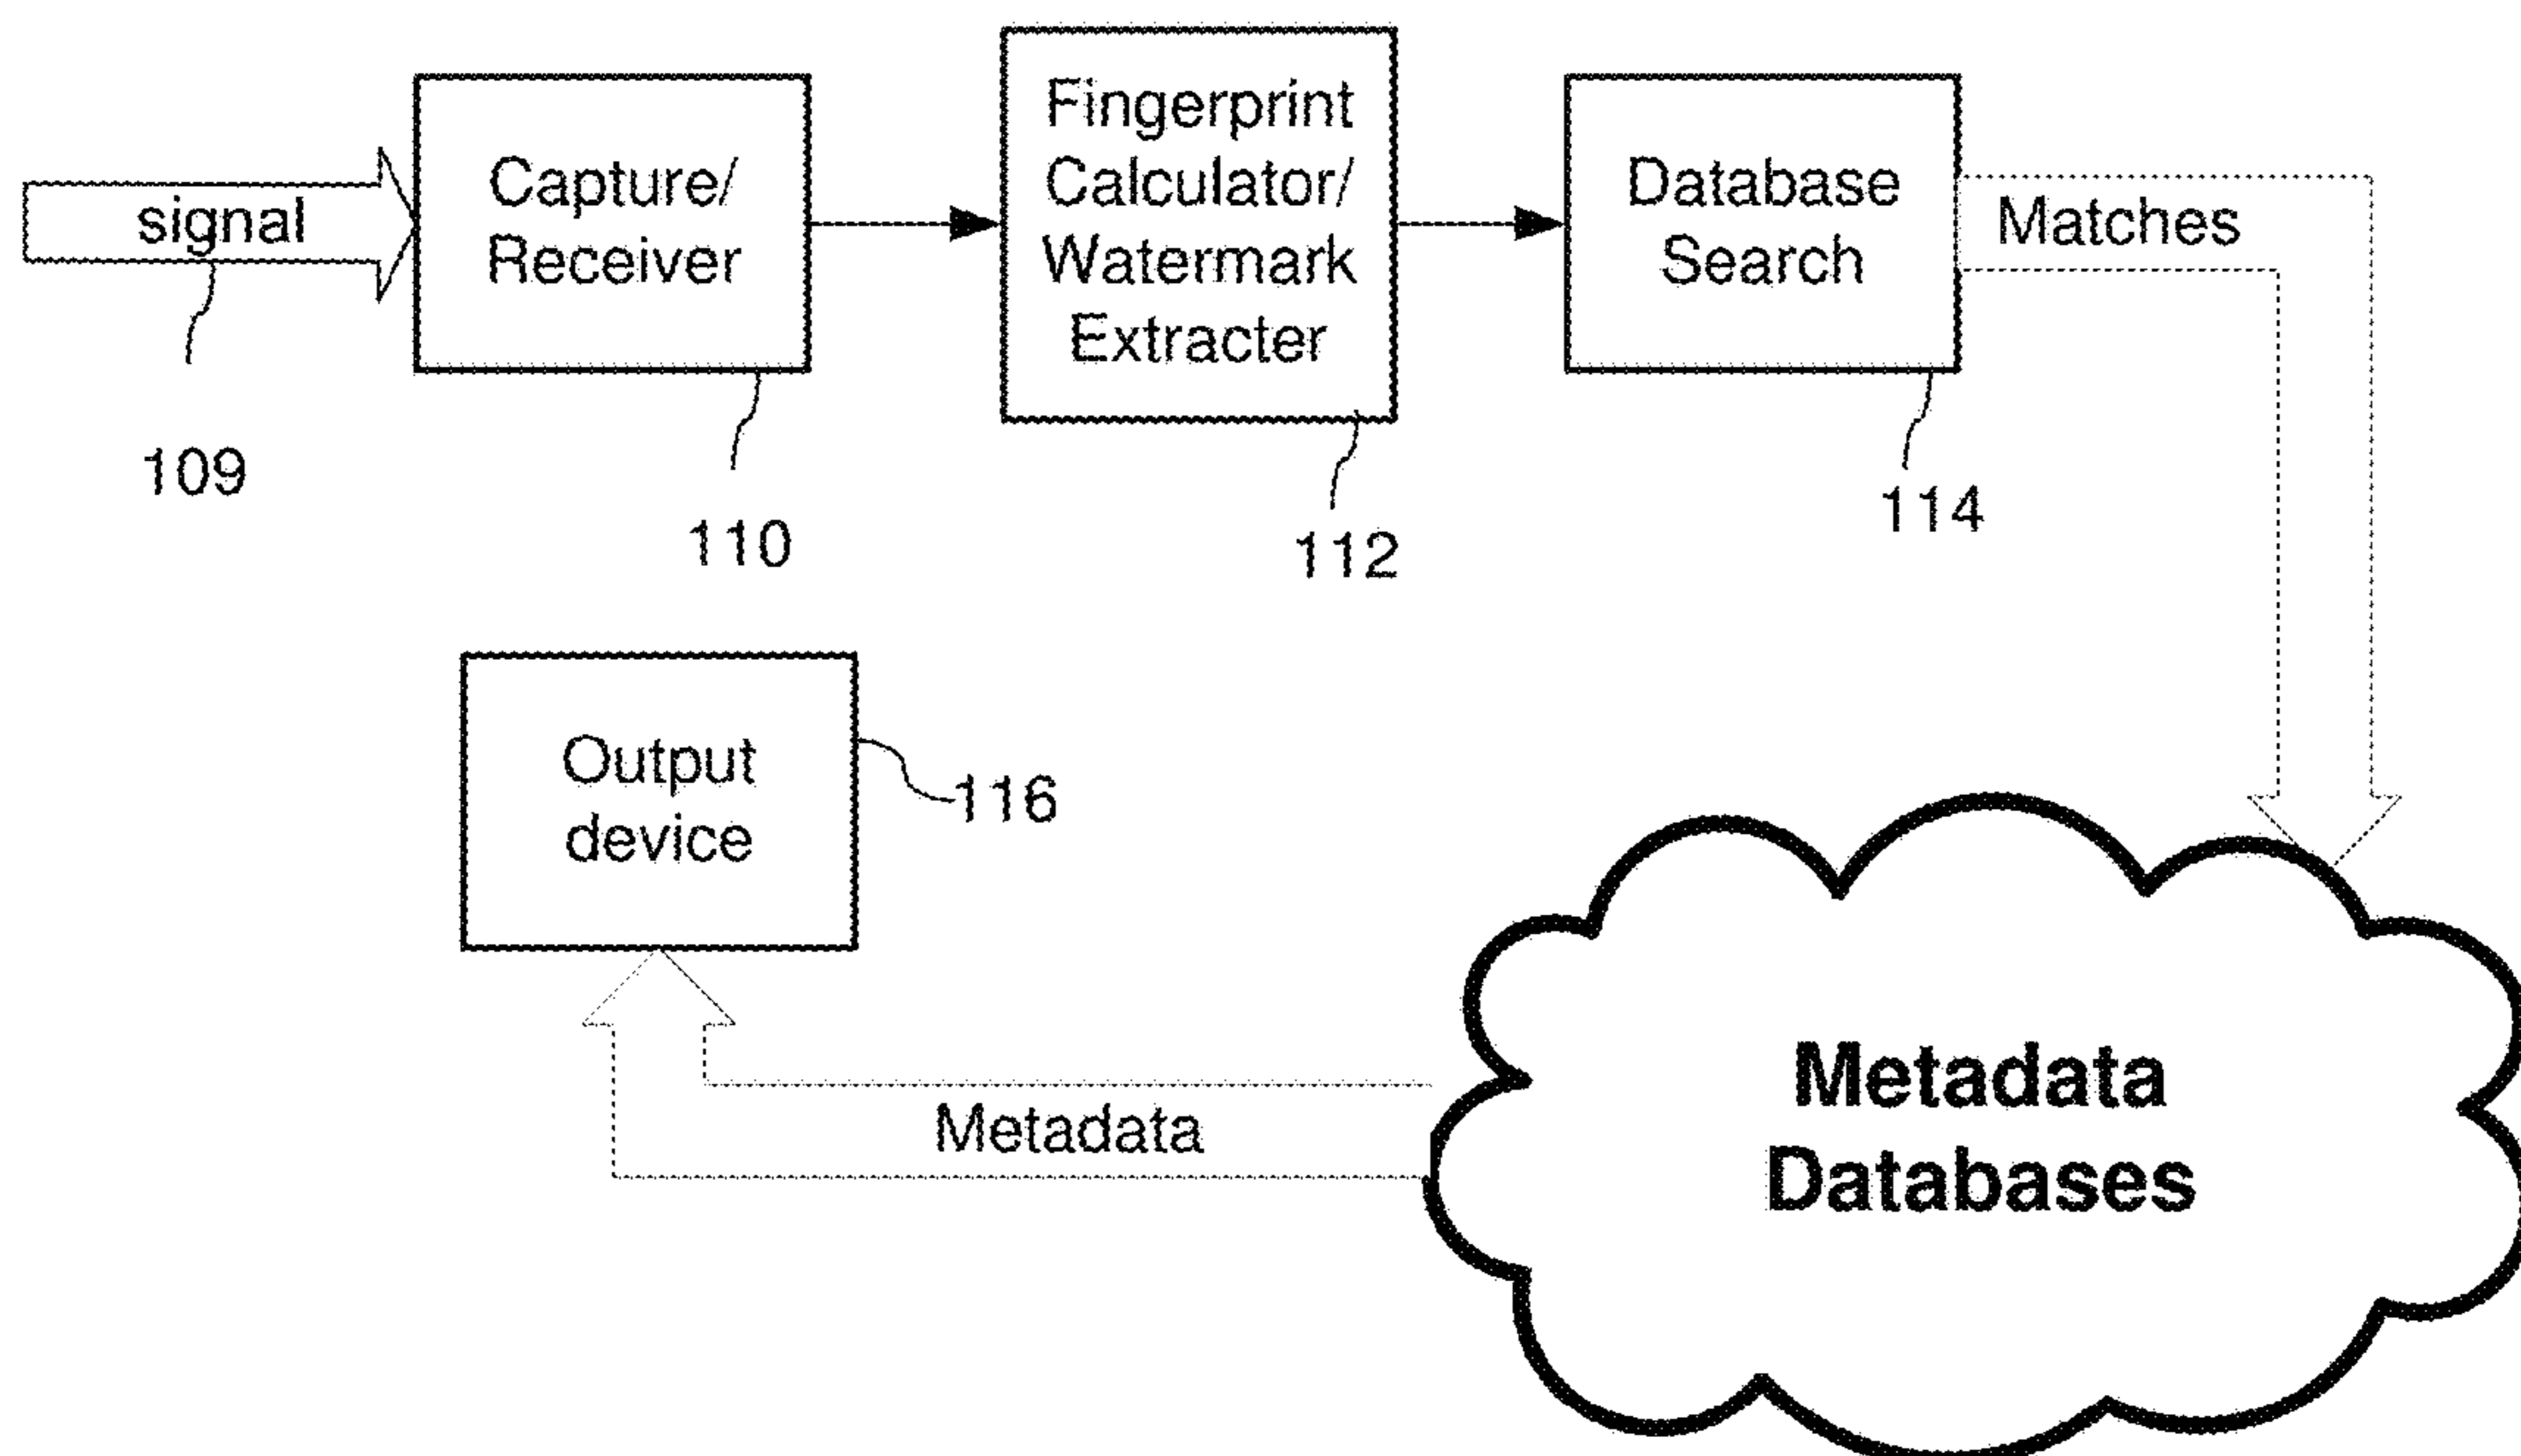 signal
109
Capture/
Receiver
110
Fingerprint
Calculator/
Watermark
Extracter
112
Database
Search
114
Matches
Output
device
116
Metadata
Databases
Metadata